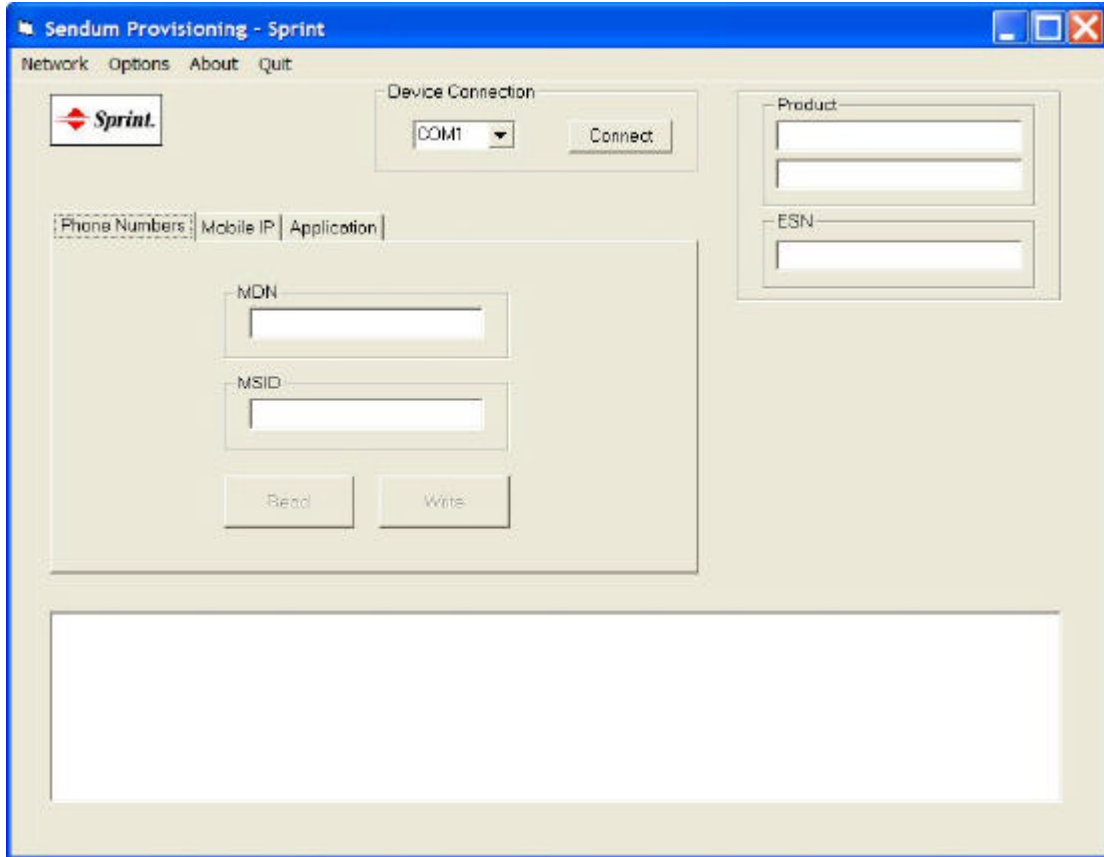 Sendum Provisioning - Sprint
Network Options About Quit
Sprint.
Device Connection
COM1
Connect
Product
ESN
Phone Numbers
Mobile IP
Application
MDN
MSID
Read
Write